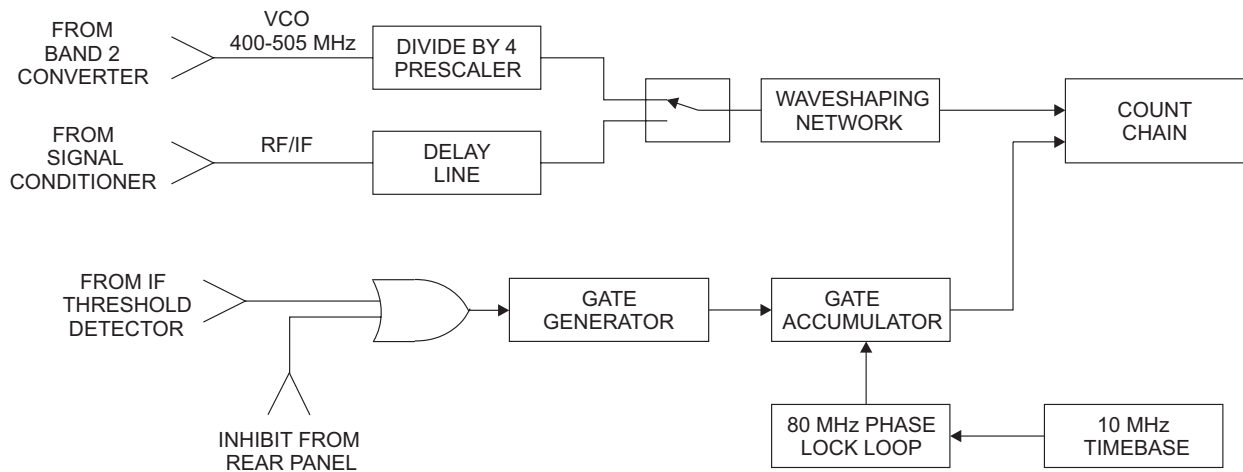 FROM
BAND 2
CONVERTER
VCO
400-505 MHz
DIVIDE BY 4
PRESCALER
WAVESHAPING
NETWORK
COUNT
CHAIN
FROM
SIGNAL
CONDITIONER
RF/IF
DELAY
LINE
FROM IF
THRESHOLD
DETECTOR
GATE
GENERATOR
GATE
ACCUMULATOR
INHIBIT FROM
REAR PANEL
80 MHz PHASE
LOCK LOOP
10 MHz
TIMEBASE